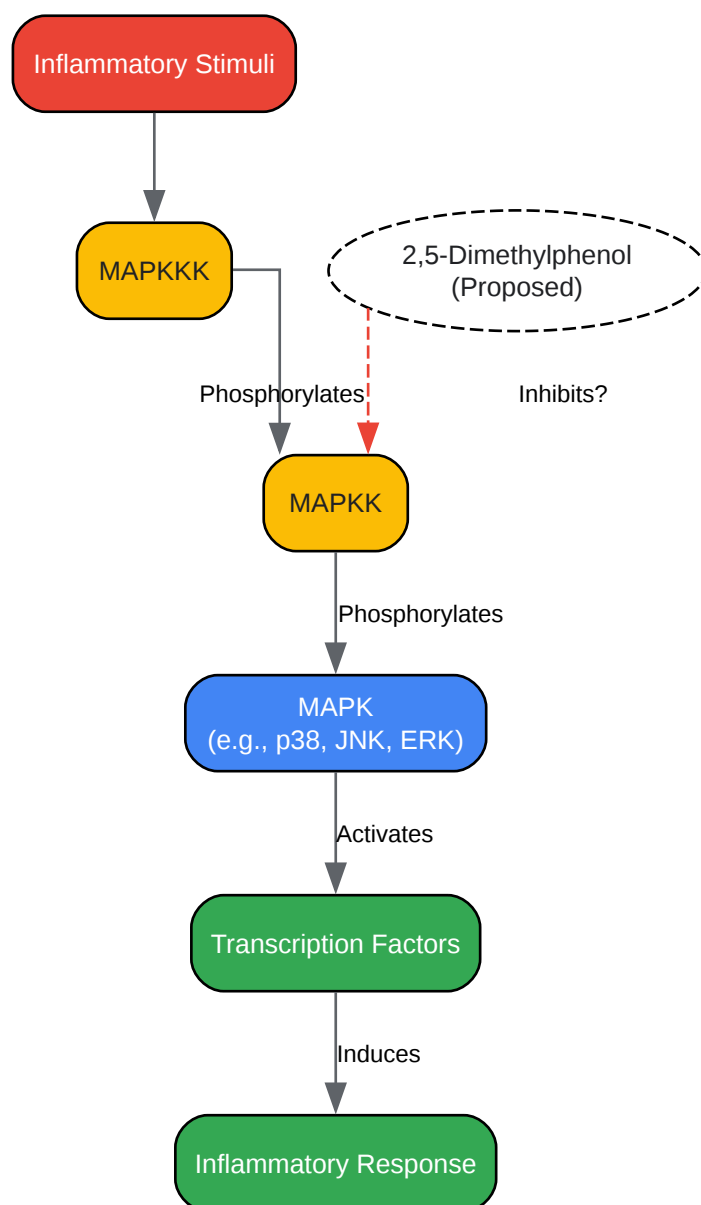 Inflammatory Stimuli
MAPKKK
2,5-Dimethylphenol
(Proposed)
Phosphorylates
Inhibits?
MAPKK
Phosphorylates
MAPK
(e.g., p38, JNK, ERK)
Activates
Transcription Factors
Induces
Inflammatory Response